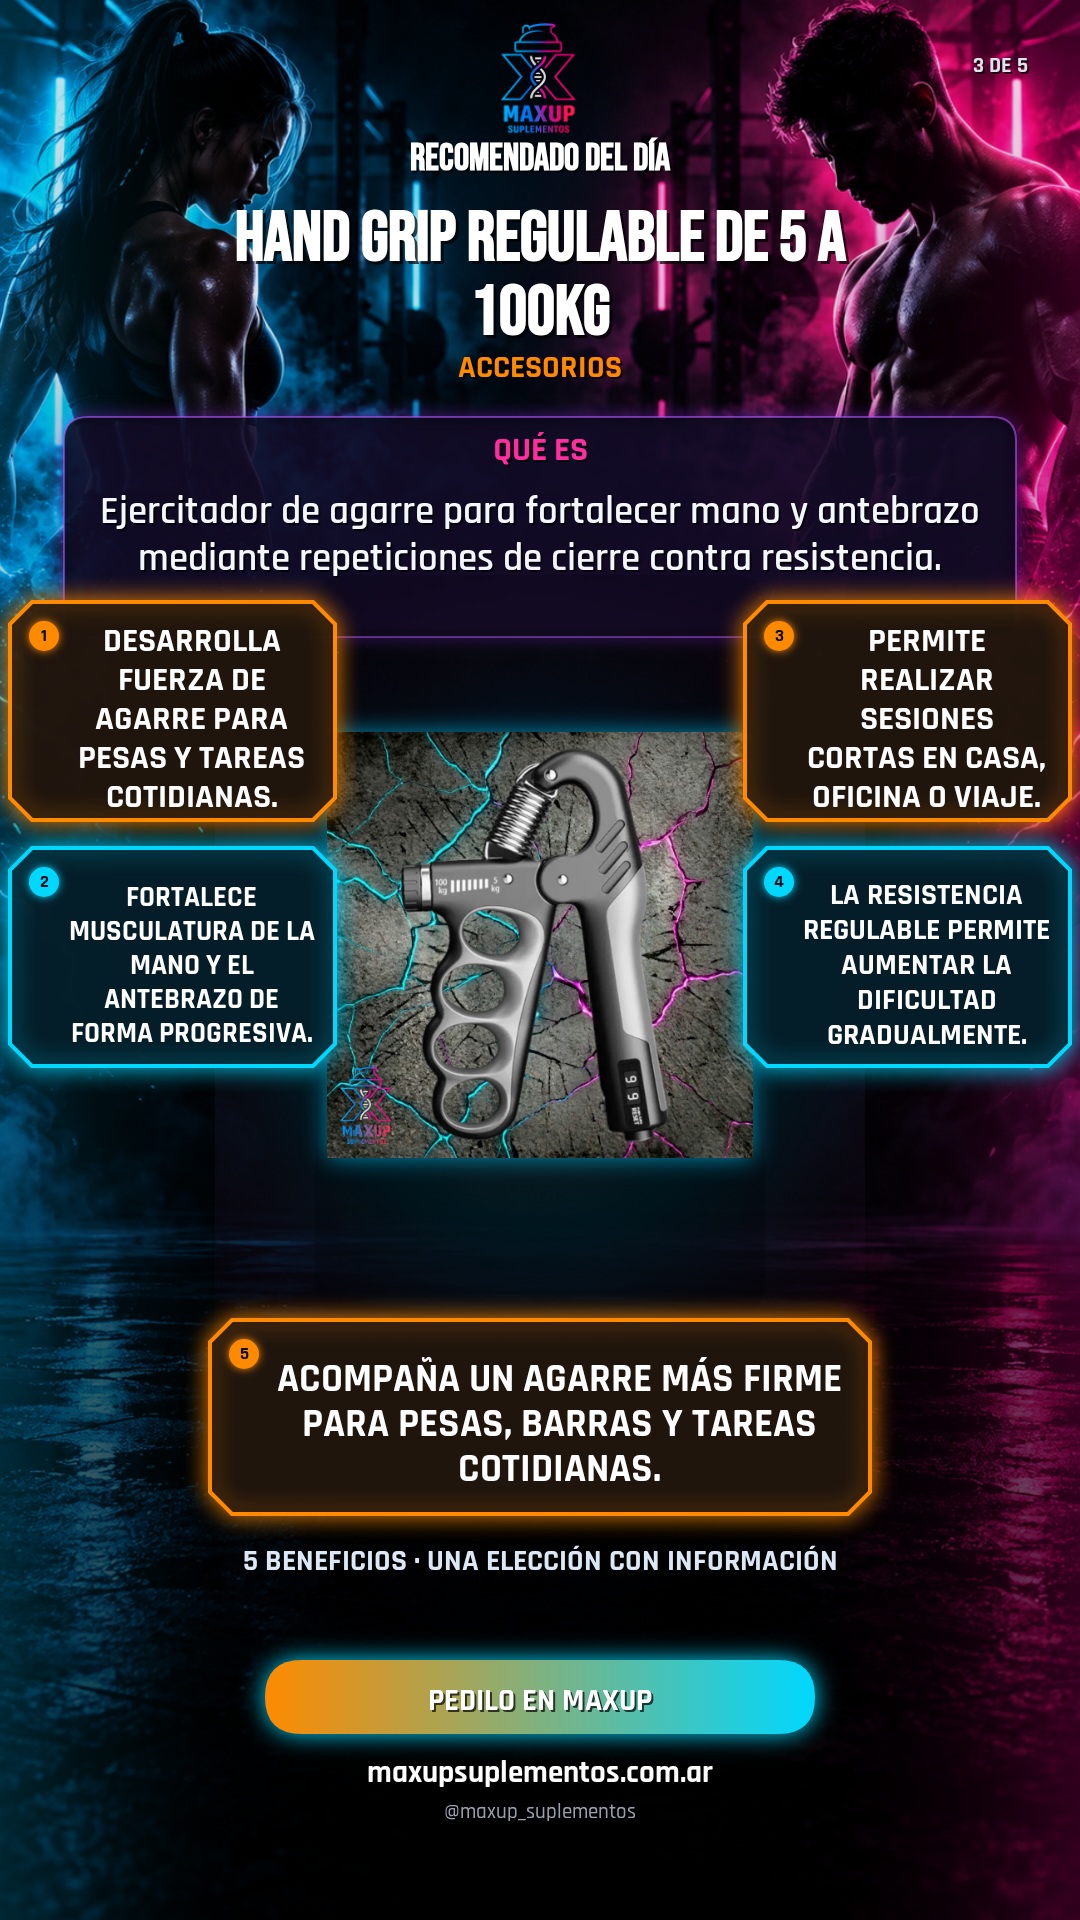 MAXUP
SUPLEMENTOS
3 DE 5
RECOMENDADO DEL DÍA
HAND GRIP REGULABLE DE 5 A
100KG
ACCESORIOS
QUÉ ES
Ejercitador de agarre para fortalecer mano y antebrazo
mediante repeticiones de cierre contra resistencia.
1
DESARROLLA
FUERZA DE
AGARRE PARA
PESAS Y TAREAS
COTIDIANAS.
2
FORTALECE
MUSCULATURA DE LA
MANO Y EL
ANTEBRAZO DE
FORMA PROGRESIVA.
3
PERMITE
REALIZAR
SESIONES
CORTAS EN CASA,
OFICINA O VIAJE.
4
LA RESISTENCIA
REGULABLE PERMITE
AUMENTAR LA
DIFICULTAD
GRADUALMENTE.
100 kg
5 kg
99
RESET
MAXUP
5
ACOMPAÑA UN AGARRE MÁS FIRME
PARA PESAS, BARRAS Y TAREAS
COTIDIANAS.
5 BENEFICIOS · UNA ELECCIÓN CON INFORMACIÓN
PEDILO EN MAXUP
maxupsuplementos.com.ar
@maxup_suplementos